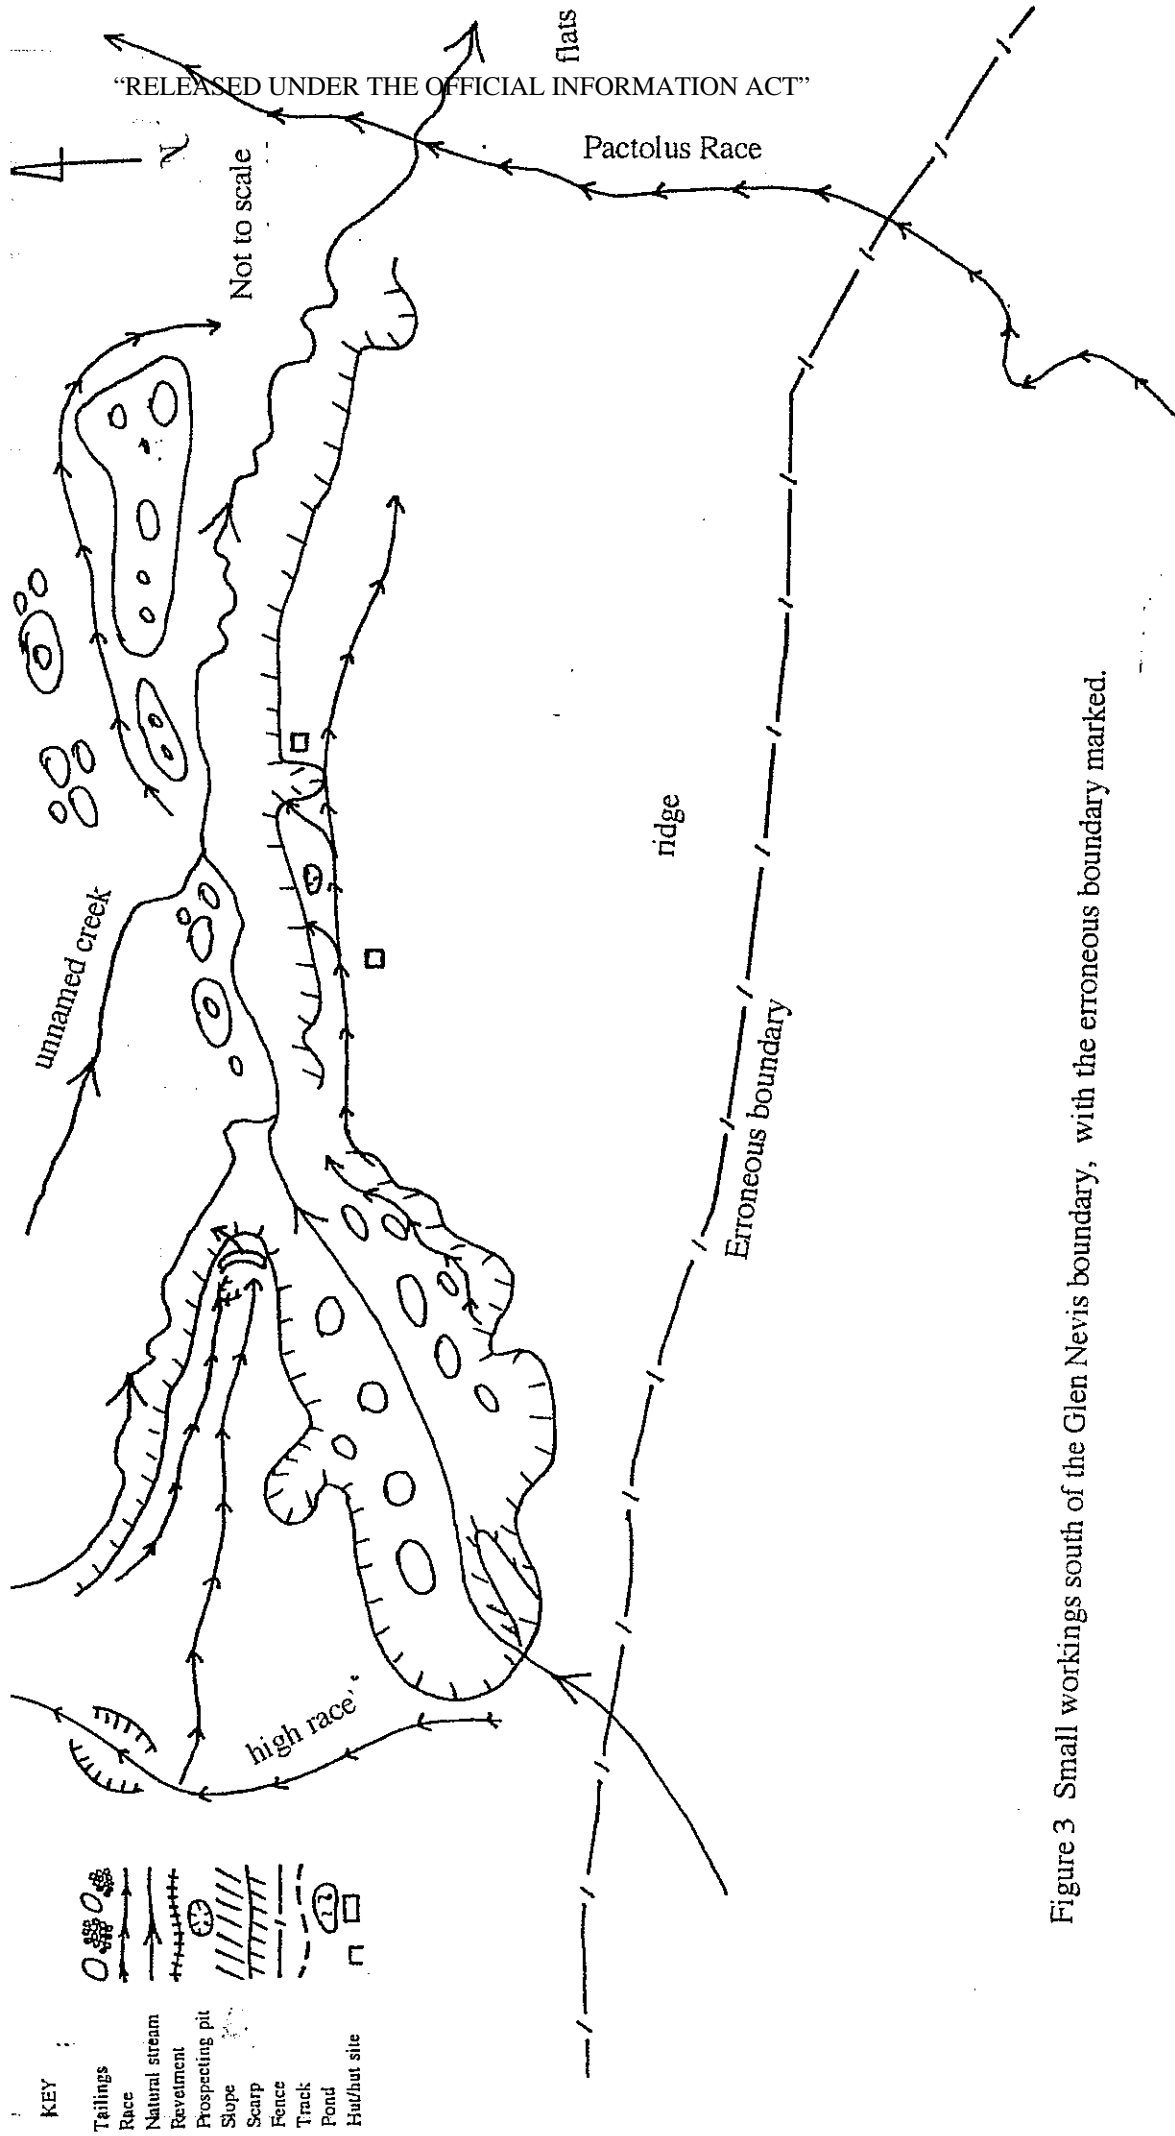 “RELEASED UNDER THE OFFICIAL INFORMATION ACT”
KEY
Tailings
Race
Natural stream
Revetment
Prospecting pit
Slope
Scarp
Fence
Track
Pond
Hut/hut site
high race
unnamed creek
Not to scale
N
flats
Pactolus Race
ridge
Erroneous boundary
Figure 3 Small workings south of the Glen Nevis boundary, with the erroneous boundary marked.